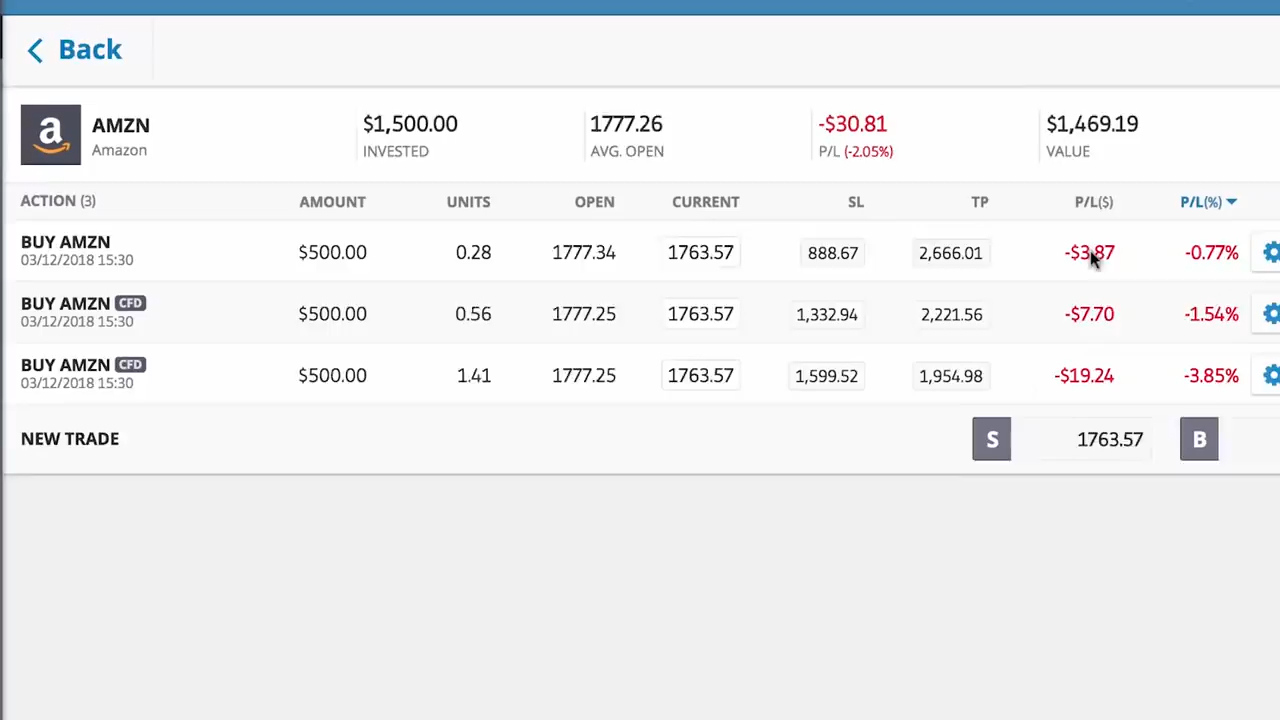 Back
AMZN
Amazon
$1,500.00
INVESTED
1777.26
AVG. OPEN
-$30.81
P/L (-2.05%)
$1,469.19
VALUE
ACTION (3) AMOUNT UNITS OPEN CURRENT SL TP P/L($) P/L(%)
BUY AMZN
03/12/2018 15:30
$500.00 0.28 1777.34 1763.57 888.67 2,666.01 -$3.87 -0.77%
BUY AMZN CFD
03/12/2018 15:30
$500.00 0.56 1777.25 1763.57 1,332.94 2,221.56 -$7.70 -1.54%
BUY AMZN CFD
03/12/2018 15:30
$500.00 1.41 1777.25 1763.57 1,599.52 1,954.98 -$19.24 -3.85%
NEW TRADE S 1763.57 B